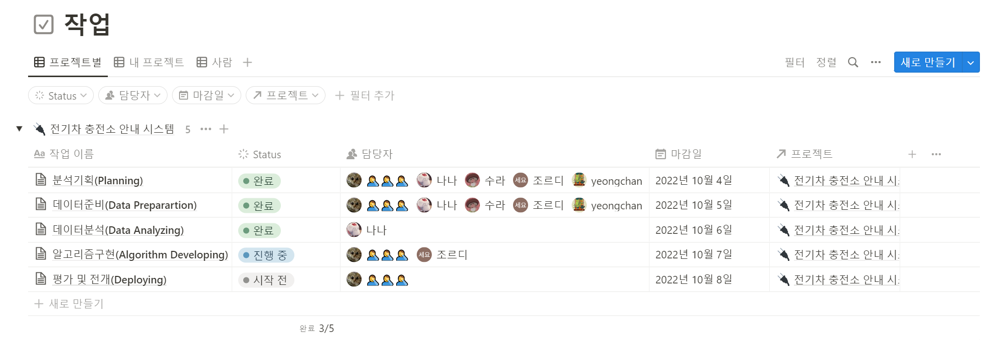 작업
프로젝트별 내 프로젝트 사람 필터 정렬 새로 만들기
Status 담당자 마감일 프로젝트 필터 추가
전기차 충전소 안내 시스템 5
Aa 작업 이름 Status 담당자 마감일 프로젝트
분석기획(Planning) 완료 나나 수라 세요 조르디 yeongchan 2022년 10월 4일 전기차 충전소 안내 시
데이터준비(Data Preparartion) 완료 나나 수라 세요 조르디 yeongchan 2022년 10월 5일 전기차 충전소 안내 시
데이터분석(Data Analyzing) 완료 나나 2022년 10월 6일 전기차 충전소 안내 시
알고리즘구현(Algorithm Developing) 진행 중 세요 조르디 2022년 10월 7일 전기차 충전소 안내 시
평가 및 전개(Deploying) 시작 전 2022년 10월 8일 전기차 충전소 안내 시
새로 만들기
완료 3/5